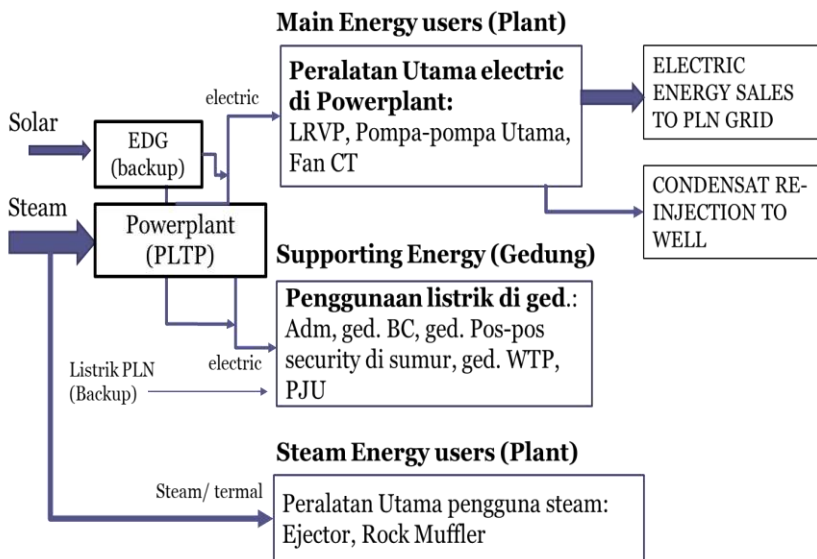 Main Energy users (Plant)
Peralatan Utama electric
di Powerplant:
LRVP, Pompa-pompa Utama,
Fan CT
ELECTRIC
ENERGY SALES
TO PLN GRID
electric
Solar
EDG
(backup)
Steam
Powerplant
(PLTP)
CONDENSAT RE-
INJECTION TO
WELL
Supporting Energy (Gedung)
Penggunaan listrik di ged.:
Adm, ged. BC, ged. Pos-pos
security di sumur, ged. WTP,
PJU
electric
Listrik PLN
(Backup)
Steam Energy users (Plant)
Steam/ termal
Peralatan Utama pengguna steam:
Ejector, Rock Muffler